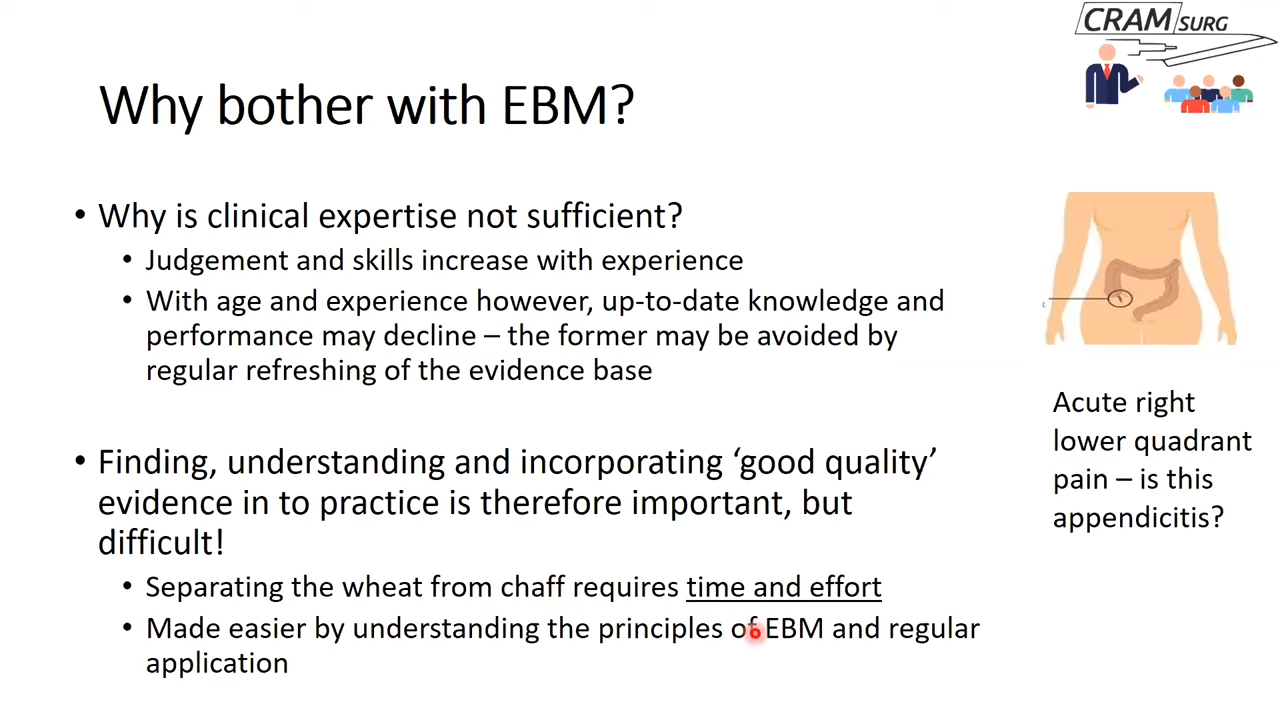 CRAM SURG
Why bother with EBM?
• Why is clinical expertise not sufficient?
• Judgement and skills increase with experience
• With age and experience however, up-to-date knowledge and
performance may decline – the former may be avoided by
regular refreshing of the evidence base
• Finding, understanding and incorporating ‘good quality’
evidence in to practice is therefore important, but
difficult!
• Separating the wheat from chaff requires time and effort
• Made easier by understanding the principles of EBM and regular
application
Acute right
lower quadrant
pain – is this
appendicitis?